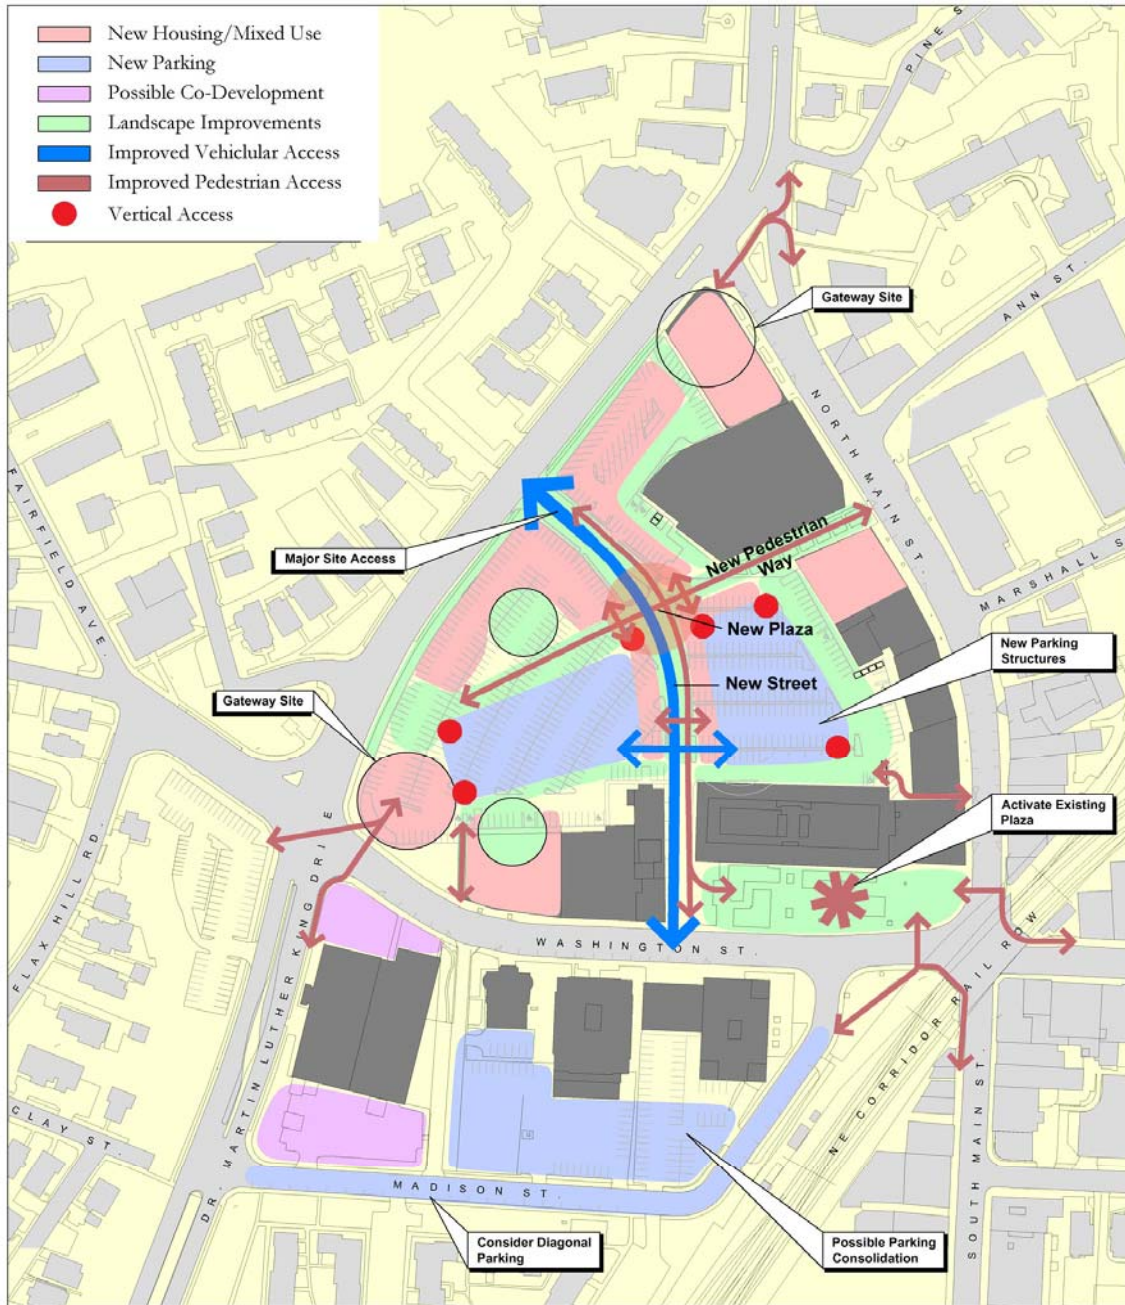 New Housing/Mixed Use
New Parking
Possible Co-Development
Landscape Improvements
Improved Vehiclular Access
Improved Pedestrian Access
Vertical Access
PINE S
Gateway Site
ANN ST.
NORTH MAIN ST.
FAIRFIELD AVE.
Major Site Access
New Pedestrian
Way
MARSHALL S
New Plaza
New Parking
Structures
New Street
Gateway Site
Activate Existing
Plaza
FLAX HILL RD.
DR. MARTIN LUTHER KING DRIE
WASHINGTON ST.
NE CORRIDOR RAIL ROW
CLAY ST.
MADISON ST.
SOUTH MAIN ST.
Consider Diagonal
Parking
Possible Parking
Consolidation